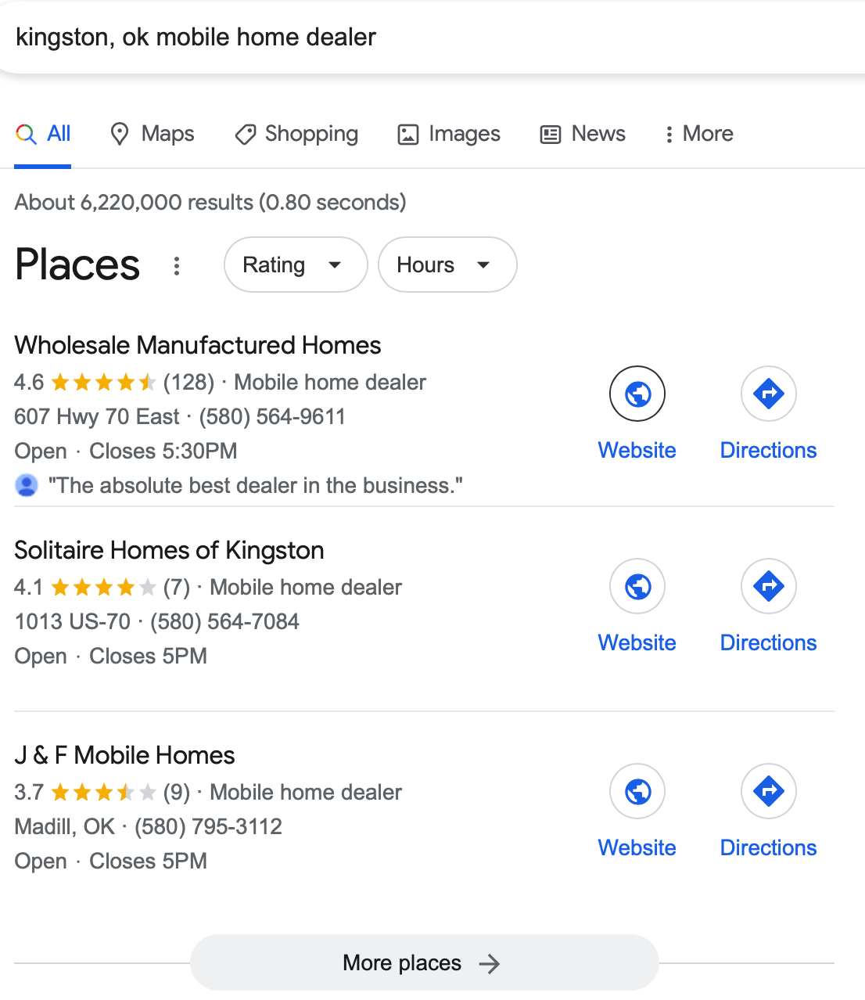 kingston, ok mobile home dealer
All Maps Shopping Images News More
About 6,220,000 results (0.80 seconds)
Places Rating Hours
Wholesale Manufactured Homes
4.6 (128) · Mobile home dealer
607 Hwy 70 East · (580) 564-9611
Open · Closes 5:30PM
Website Directions
"The absolute best dealer in the business."
Solitaire Homes of Kingston
4.1 (7) · Mobile home dealer
1013 US-70 · (580) 564-7084
Open · Closes 5PM
Website Directions
J & F Mobile Homes
3.7 (9) · Mobile home dealer
Madill, OK · (580) 795-3112
Open · Closes 5PM
Website Directions
More places